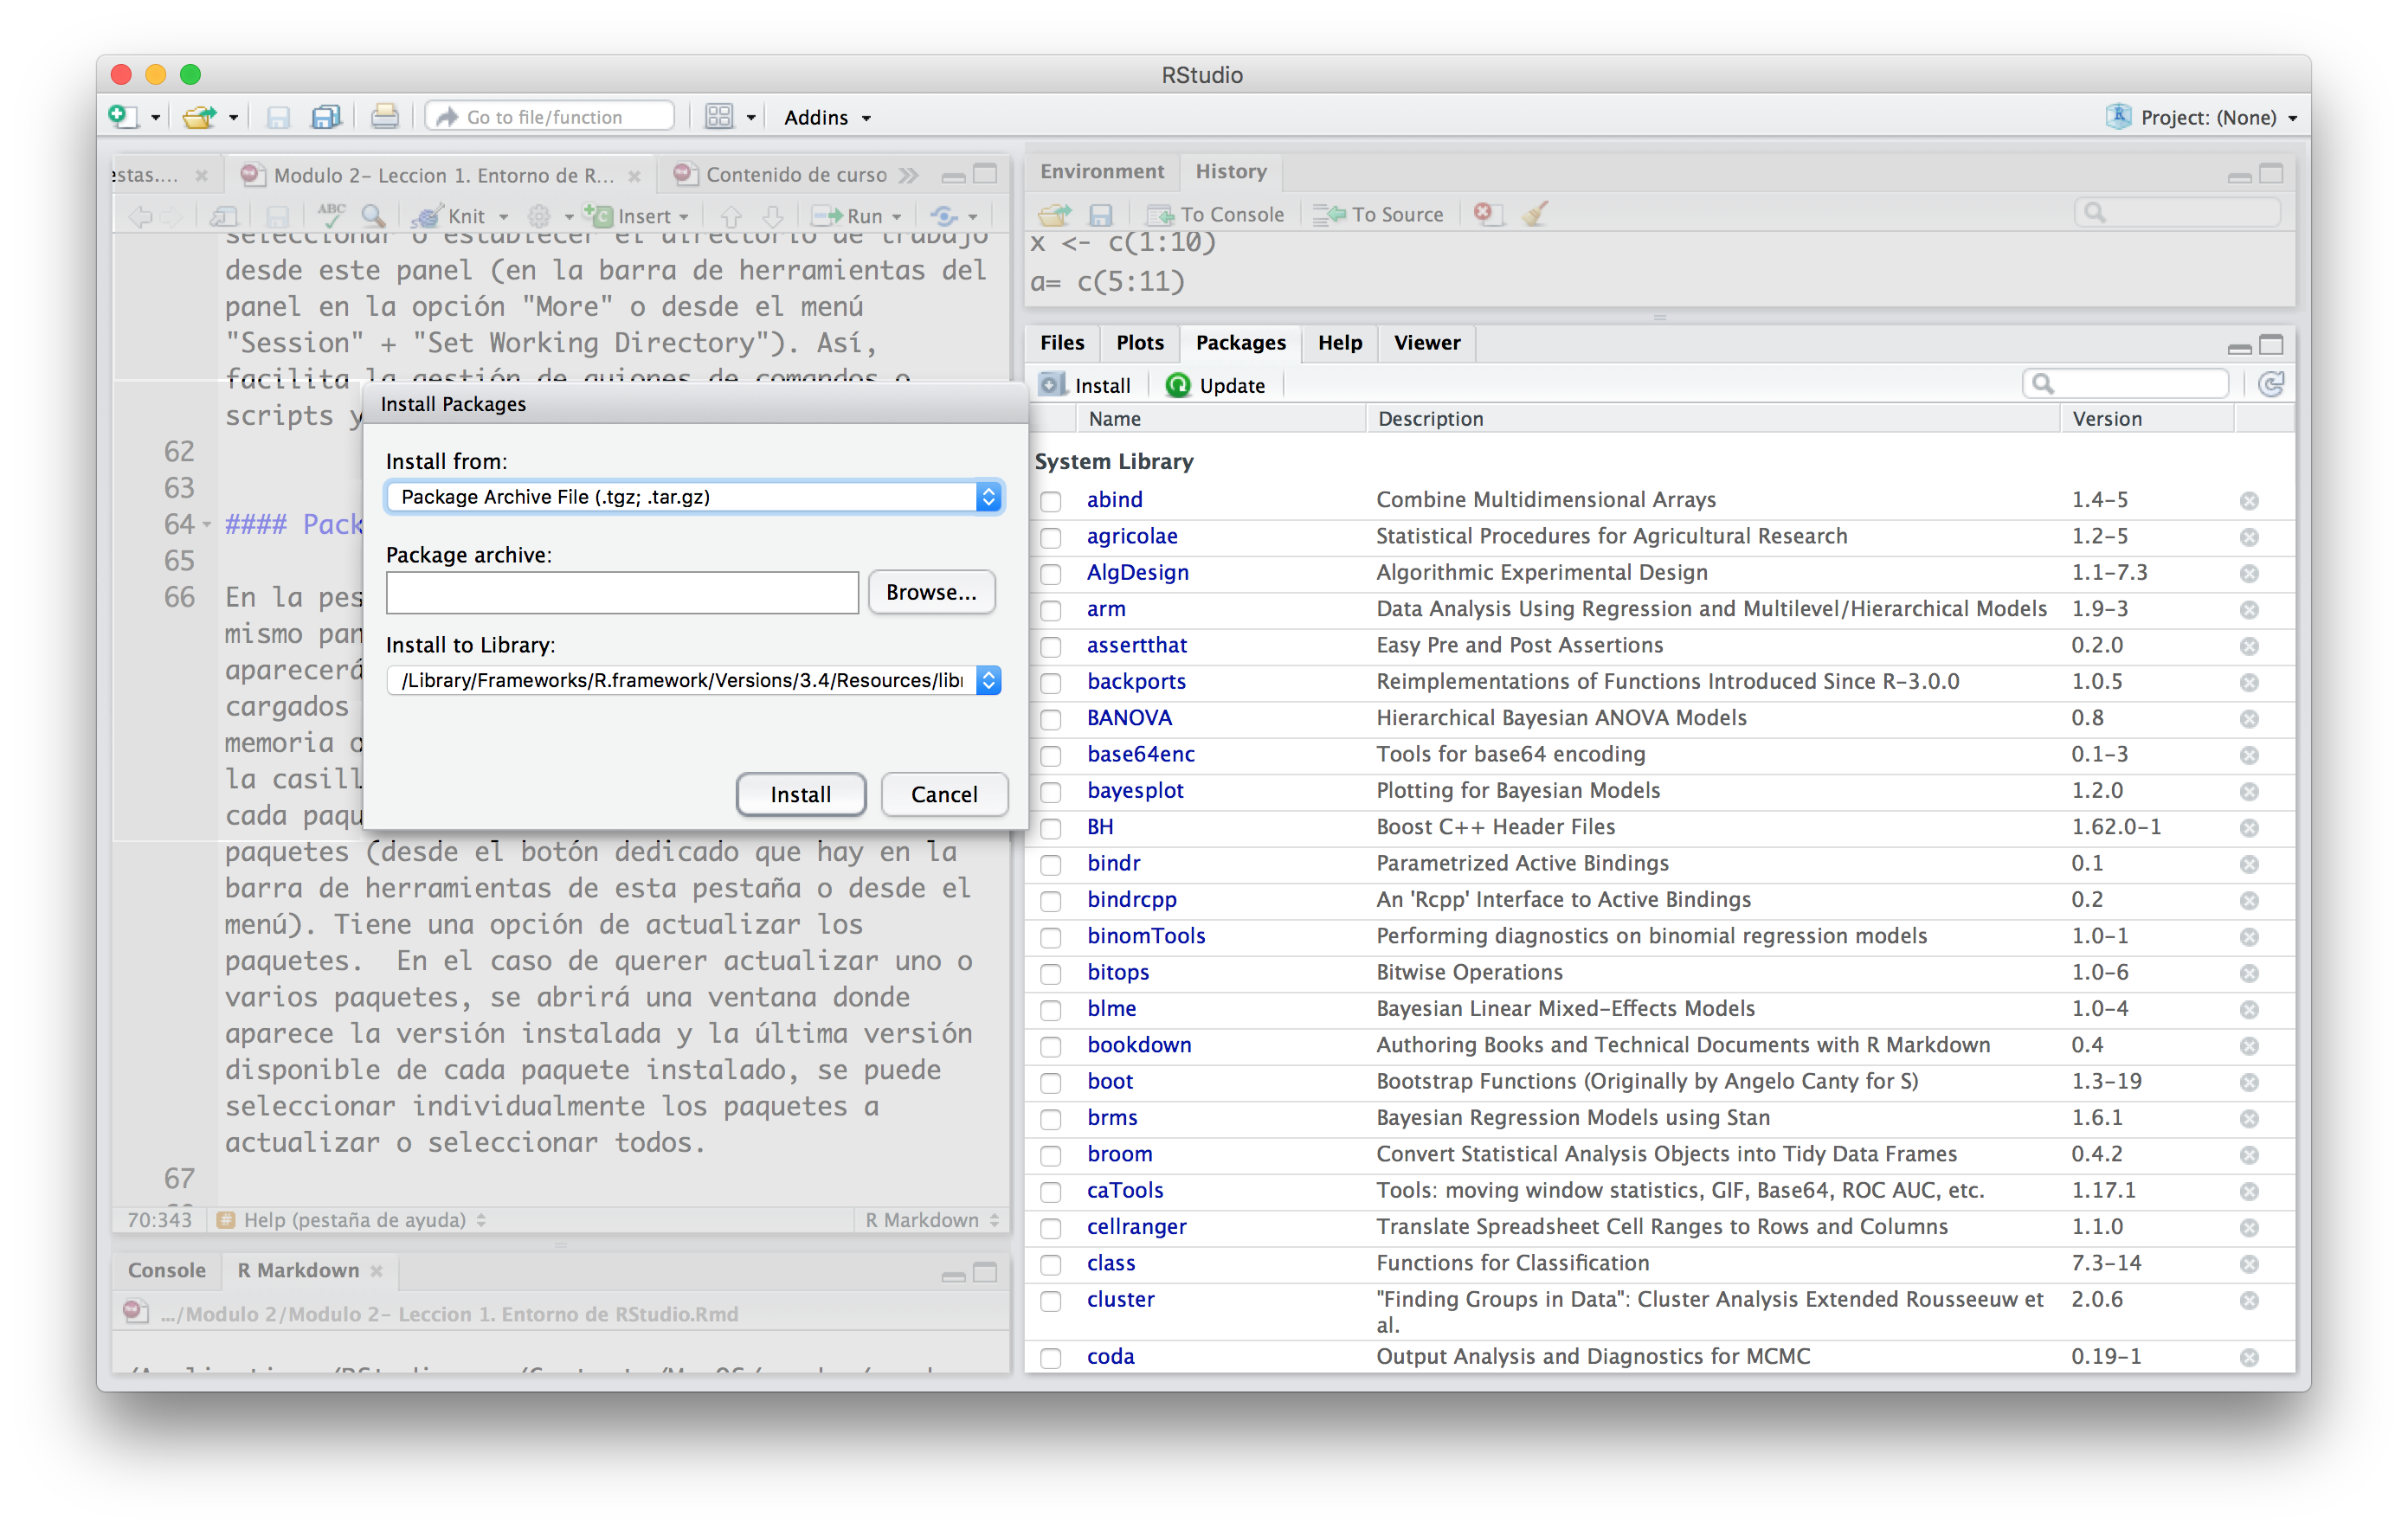 RStudio
Go to file/function
Addins
Project: (None)
estas....
Modulo 2- Leccion 1. Entorno de R...
Contenido de curso
ABC
Knit
Insert
Run
seleccionar o establecer el directorio de trabajo
desde este panel (en la barra de herramientas del
panel en la opción "More" o desde el menú
"Session" + "Set Working Directory"). Así,
facilita la gestión de guiones de comandos o
scripts y
62
63
64 #### Pack
65
66 En la pes
mismo pan
aparecerá
cargados
memoria o
la casill
cada paqu
paquetes (desde el botón dedicado que hay en la
barra de herramientas de esta pestaña o desde el
menú). Tiene una opción de actualizar los
paquetes.  En el caso de querer actualizar uno o
varios paquetes, se abrirá una ventana donde
aparece la versión instalada y la última versión
disponible de cada paquete instalado, se puede
seleccionar individualmente los paquetes a
actualizar o seleccionar todos.
67
70:343 # Help (pestaña de ayuda) R Markdown
Console R Markdown
.../Modulo 2/Modulo 2- Leccion 1. Entorno de RStudio.Rmd
Install Packages
Install from:
Package Archive File (.tgz; .tar.gz)
Package archive:
Browse...
Install to Library:
/Library/Frameworks/R.framework/Versions/3.4/Resources/libr
Install Cancel
Environment History
To Console To Source
x <- c(1:10)
a= c(5:11)
Files Plots Packages Help Viewer
Install Update
Name Description Version
System Library
abind Combine Multidimensional Arrays 1.4-5
agricolae Statistical Procedures for Agricultural Research 1.2-5
AlgDesign Algorithmic Experimental Design 1.1-7.3
arm Data Analysis Using Regression and Multilevel/Hierarchical Models 1.9-3
assertthat Easy Pre and Post Assertions 0.2.0
backports Reimplementations of Functions Introduced Since R-3.0.0 1.0.5
BANOVA Hierarchical Bayesian ANOVA Models 0.8
base64enc Tools for base64 encoding 0.1-3
bayesplot Plotting for Bayesian Models 1.2.0
BH Boost C++ Header Files 1.62.0-1
bindr Parametrized Active Bindings 0.1
bindrcpp An 'Rcpp' Interface to Active Bindings 0.2
binomTools Performing diagnostics on binomial regression models 1.0-1
bitops Bitwise Operations 1.0-6
blme Bayesian Linear Mixed-Effects Models 1.0-4
bookdown Authoring Books and Technical Documents with R Markdown 0.4
boot Bootstrap Functions (Originally by Angelo Canty for S) 1.3-19
brms Bayesian Regression Models using Stan 1.6.1
broom Convert Statistical Analysis Objects into Tidy Data Frames 0.4.2
caTools Tools: moving window statistics, GIF, Base64, ROC AUC, etc. 1.17.1
cellranger Translate Spreadsheet Cell Ranges to Rows and Columns 1.1.0
class Functions for Classification 7.3-14
cluster "Finding Groups in Data": Cluster Analysis Extended Rousseeuw et 2.0.6
al.
coda Output Analysis and Diagnostics for MCMC 0.19-1